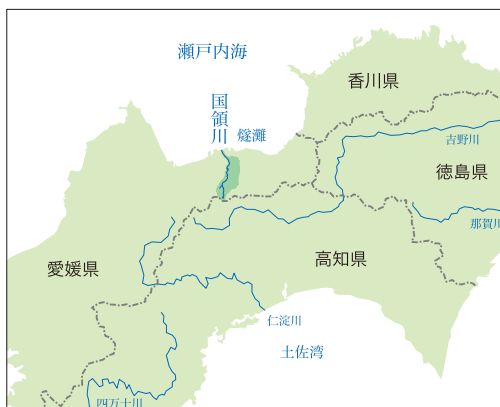 瀬戸内海
香川県
国領川
燧灘
吉野川
徳島県
那賀川
愛媛県
高知県
仁淀川
土佐湾
四万十川